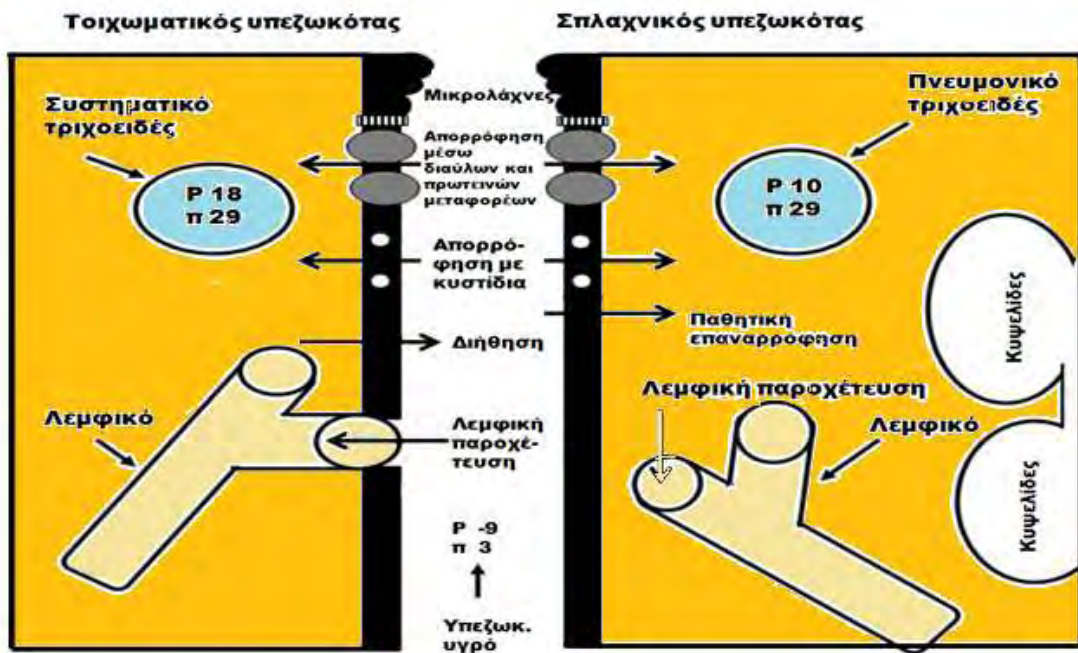 Τοιχωματικός υπεζωκότας
Σπλαχνικός υπεζωκότας
Συστηματικό
τριχοειδές
P 18
π 29
Λεμφικό
Μικρολάχνες
Απορρόφηση
μέσω
διαύλων και
πρωτεινών
μεταφορέων
Απορρό-
φηση με
κυστίδια
Διήθηση
Λεμφική
παροχέ-
τευση
P -9
π 3
Υπεζωκ.
υγρό
Πνευμονικό
τριχοειδές
P 10
π 29
Παθητική
επαναρρόφηση
Λεμφική παροχέτευση
Λεμφικό
Κυψελίδες
Κυψελίδες